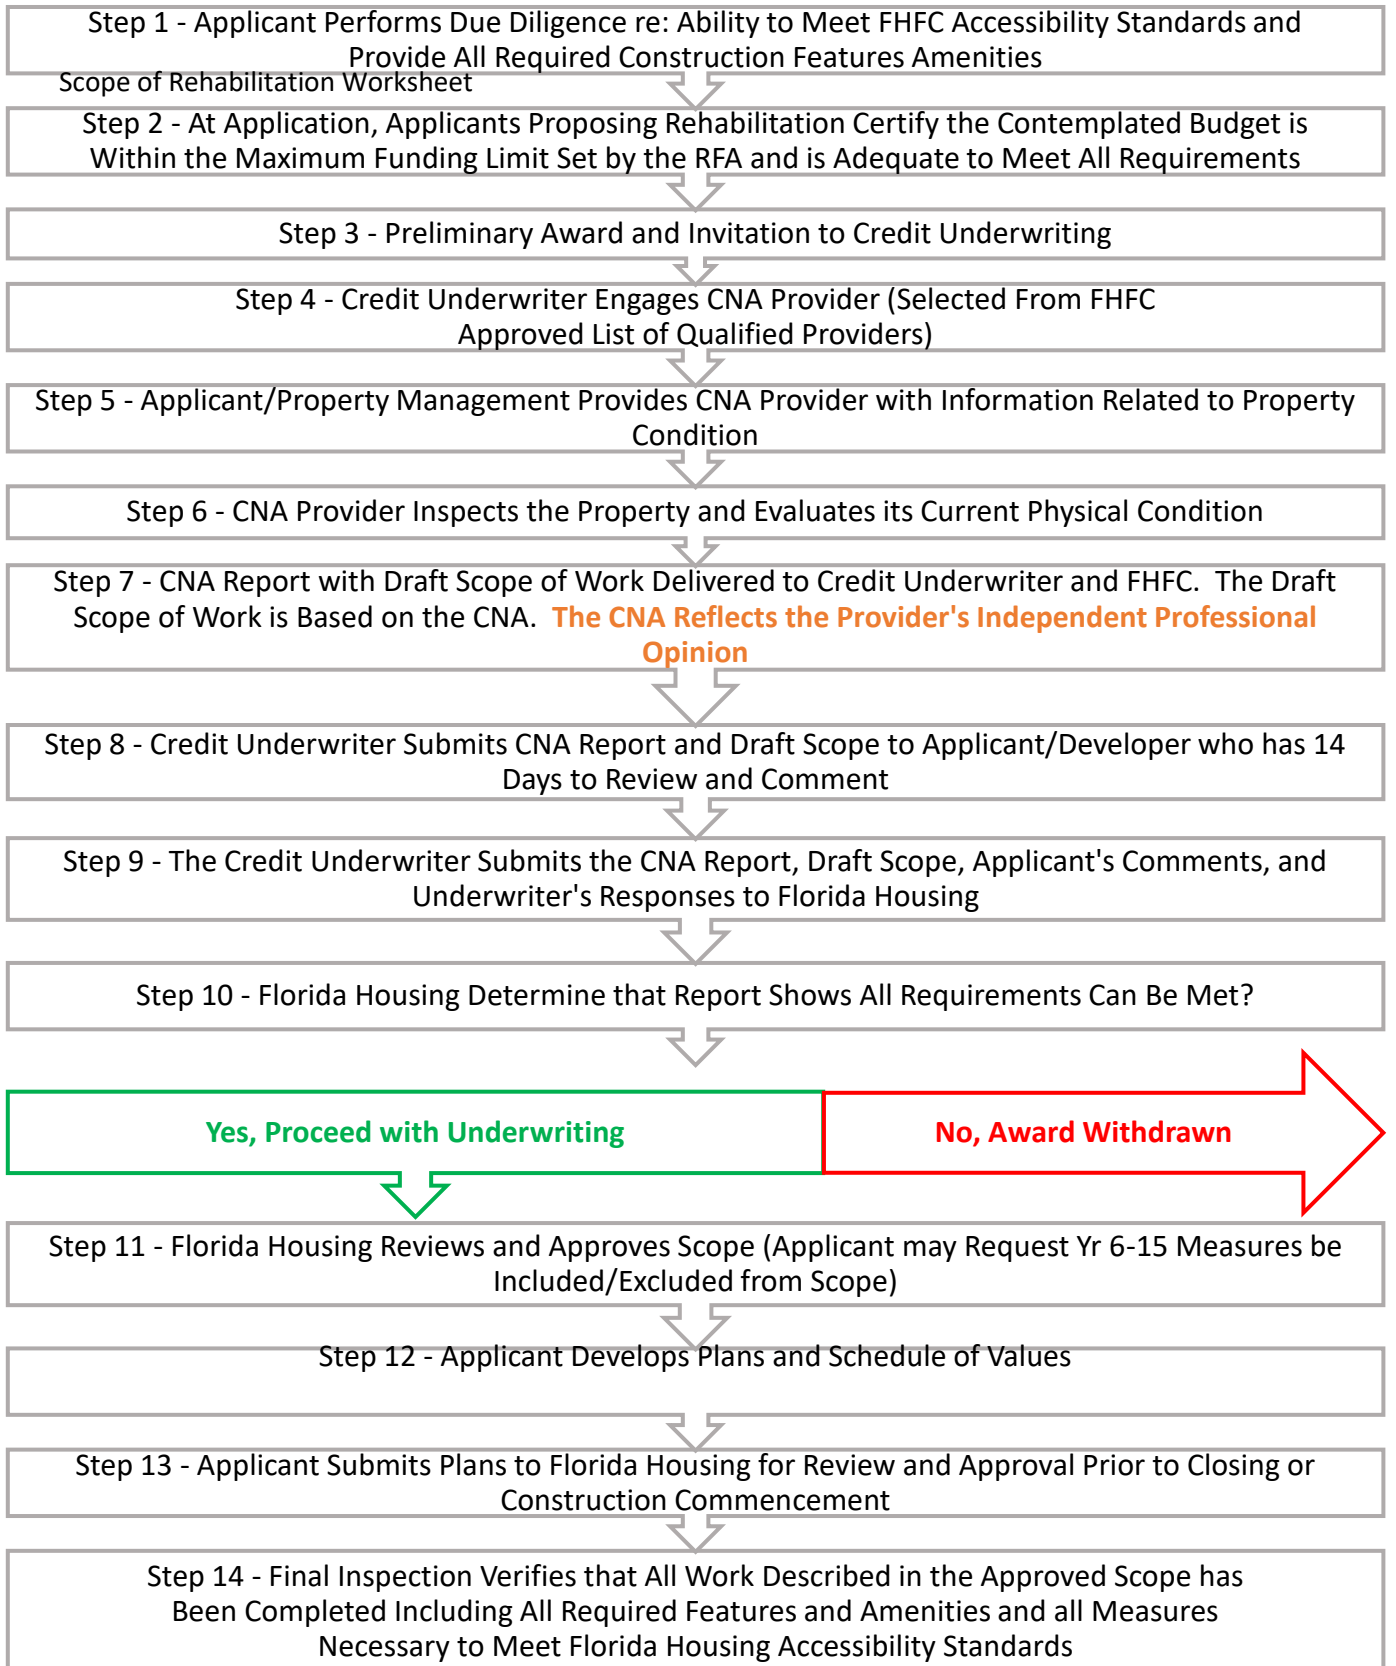 Step 1 - Applicant Performs Due Diligence re: Ability to Meet FHFC Accessibility Standards and
Provide All Required Construction Features Amenities
Scope of Rehabilitation Worksheet
Step 2 - At Application, Applicants Proposing Rehabilitation Certify the Contemplated Budget is
Within the Maximum Funding Limit Set by the RFA and is Adequate to Meet All Requirements
Step 3 - Preliminary Award and Invitation to Credit Underwriting
Step 4 - Credit Underwriter Engages CNA Provider (Selected From FHFC
Approved List of Qualified Providers)
Step 5 - Applicant/Property Management Provides CNA Provider with Information Related to Property
Condition
Step 6 - CNA Provider Inspects the Property and Evaluates its Current Physical Condition
Step 7 - CNA Report with Draft Scope of Work Delivered to Credit Underwriter and FHFC.  The Draft
Scope of Work is Based on the CNA.  The CNA Reflects the Provider's Independent Professional
Opinion
Step 8 - Credit Underwriter Submits CNA Report and Draft Scope to Applicant/Developer who has 14
Days to Review and Comment
Step 9 - The Credit Underwriter Submits the CNA Report, Draft Scope, Applicant's Comments, and
Underwriter's Responses to Florida Housing
Step 10 - Florida Housing Determine that Report Shows All Requirements Can Be Met?
Yes, Proceed with Underwriting
No, Award Withdrawn
Step 11 - Florida Housing Reviews and Approves Scope (Applicant may Request Yr 6-15 Measures be
Included/Excluded from Scope)
Step 12 - Applicant Develops Plans and Schedule of Values
Step 13 - Applicant Submits Plans to Florida Housing for Review and Approval Prior to Closing or
Construction Commencement
Step 14 - Final Inspection Verifies that All Work Described in the Approved Scope has
Been Completed Including All Required Features and Amenities and all Measures
Necessary to Meet Florida Housing Accessibility Standards